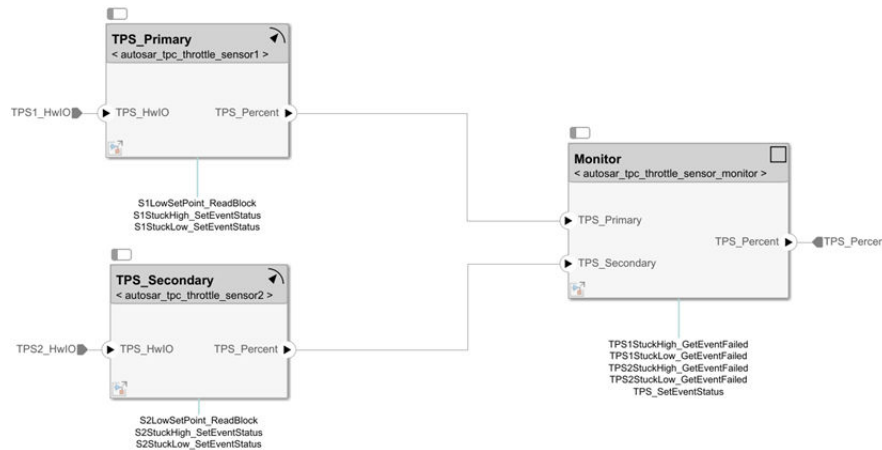 TPS_Primary
< autosar_tpc_throttle_sensor1 >
TPS1_HwIO
TPS_HwIO
TPS_Percent
S1LowSetPoint_ReadBlock
S1StuckHigh_SetEventStatus
S1StuckLow_SetEventStatus
Monitor
< autosar_tpc_throttle_sensor_monitor >
TPS_Primary
TPS_Secondary
TPS_Percent
TPS_Percer
TPS1StuckHigh_GetEventFailed
TPS1StuckLow_GetEventFailed
TPS2StuckHigh_GetEventFailed
TPS2StuckLow_GetEventFailed
TPS_SetEventStatus
TPS_Secondary
< autosar_tpc_throttle_sensor2 >
TPS2_HwIO
TPS_HwIO
TPS_Percent
S2LowSetPoint_ReadBlock
S2StuckHigh_SetEventStatus
S2StuckLow_SetEventStatus